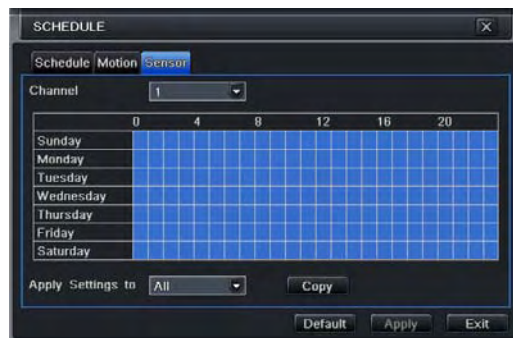 SCHEDULE X
Schedule Motion Sensor
Channel 1
0 4 8 12 16 20
Sunday
Monday
Tuesday
Wednesday
Thursday
Friday
Saturday
Apply Settings to All Copy
Default Apply Exit